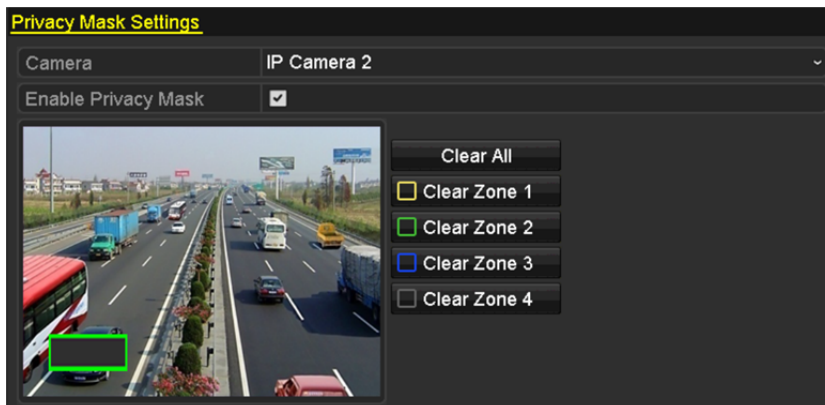 Privacy Mask Settings
Camera IP Camera 2
Enable Privacy Mask
Clear All
Clear Zone 1
Clear Zone 2
Clear Zone 3
Clear Zone 4